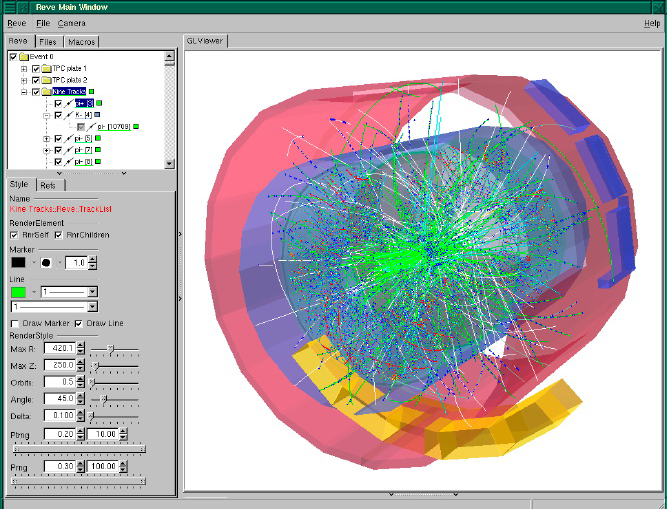 Reve Main Window
Reve File Camera Help
Reve Files Macros
GLViewer
Event 0
TPC plate 1
TPC plate 2
Kine Tracks
pi+ [3]
K- [4]
pi- [10709]
pi- [5]
pi+ [7]
pi- [8]
Style Refs
Name
Kine Tracks::Reve::TrackList
RenderElement
RnrSelf RnrChildren
Marker
1.0
Line
1
1
Draw Marker Draw Line
RenderStyle
Max R: 420.1
Max Z: 250.0
Orbits: 0.5
Angle: 45.0
Delta: 0.100
Ptrng 0.20 10.00
Prng 0.30 100.00